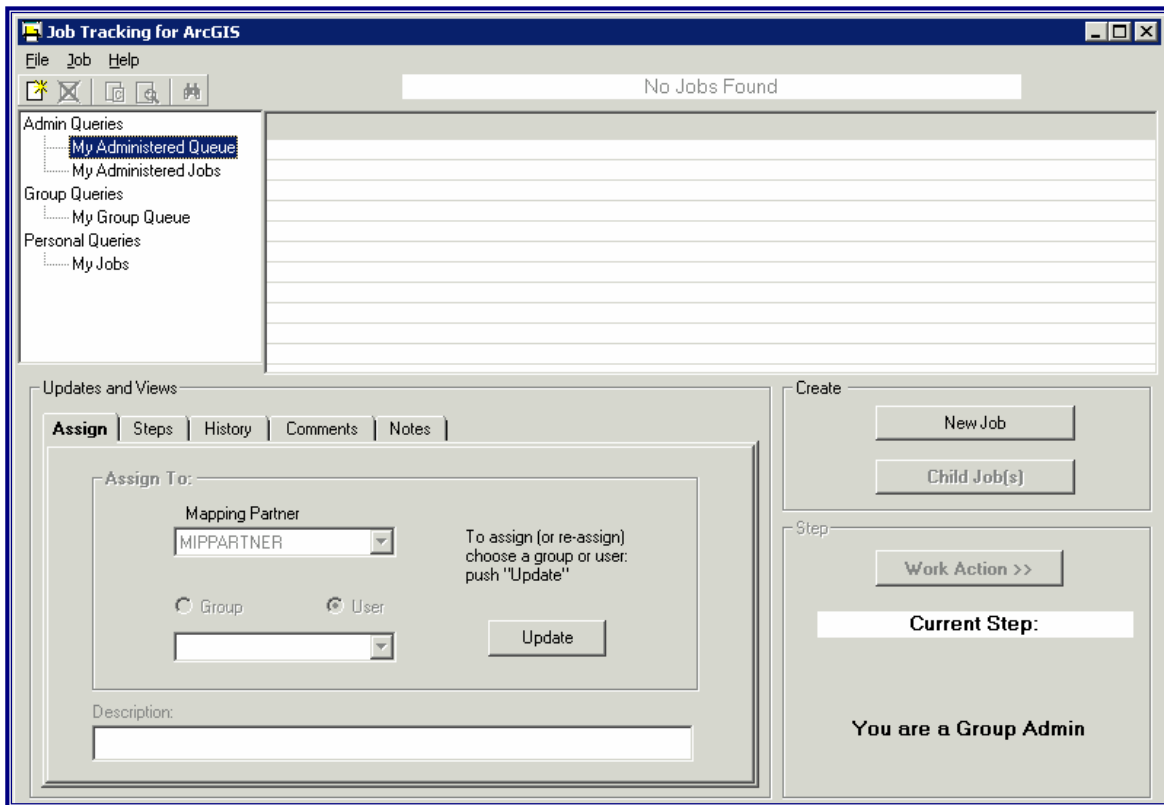 Job Tracking for ArcGIS
File Job Help
No Jobs Found
Admin Queries
My Administered Queue
My Administered Jobs
Group Queries
My Group Queue
Personal Queries
My Jobs
Updates and Views
Assign Steps History Comments Notes
Assign To:
Mapping Partner
MIPPARTNER
To assign (or re-assign)
choose a group or user:
push "Update"
Group User
Update
Description:
Create
New Job
Child Job(s)
Step
Work Action >>
Current Step:
You are a Group Admin